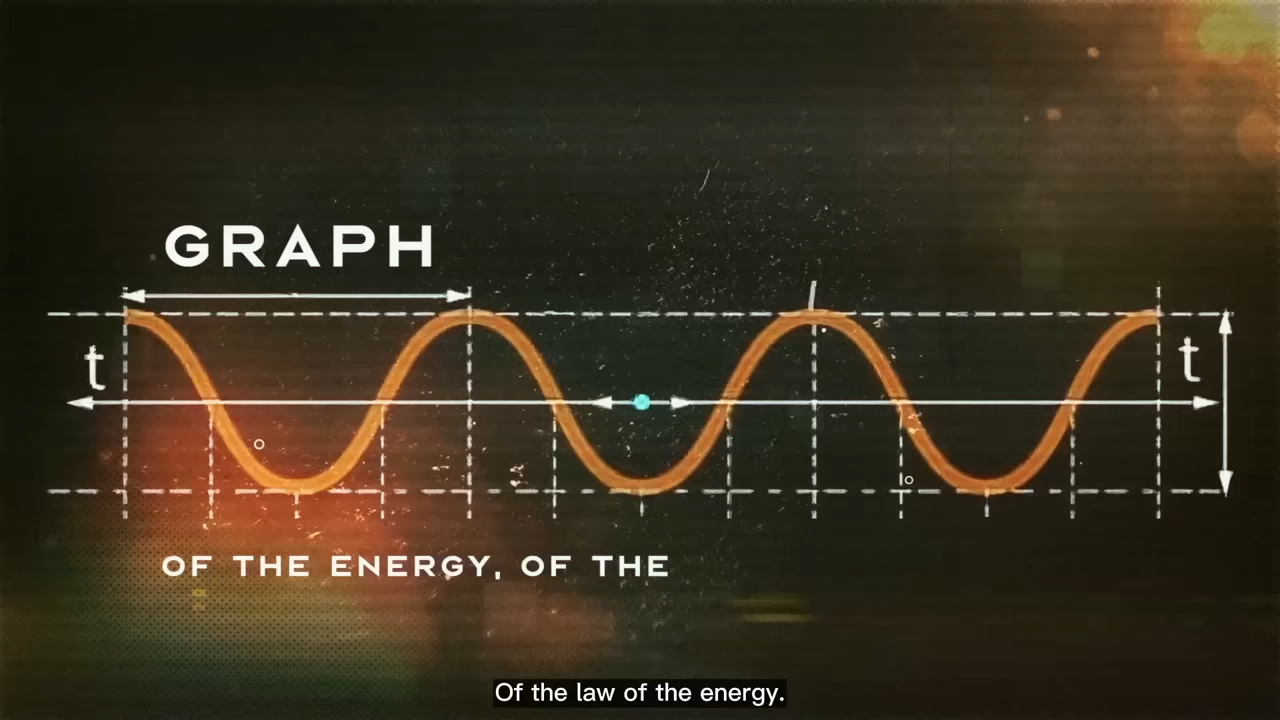 GRAPH
t
t
OF THE ENERGY, OF THE
Of the law of the energy.